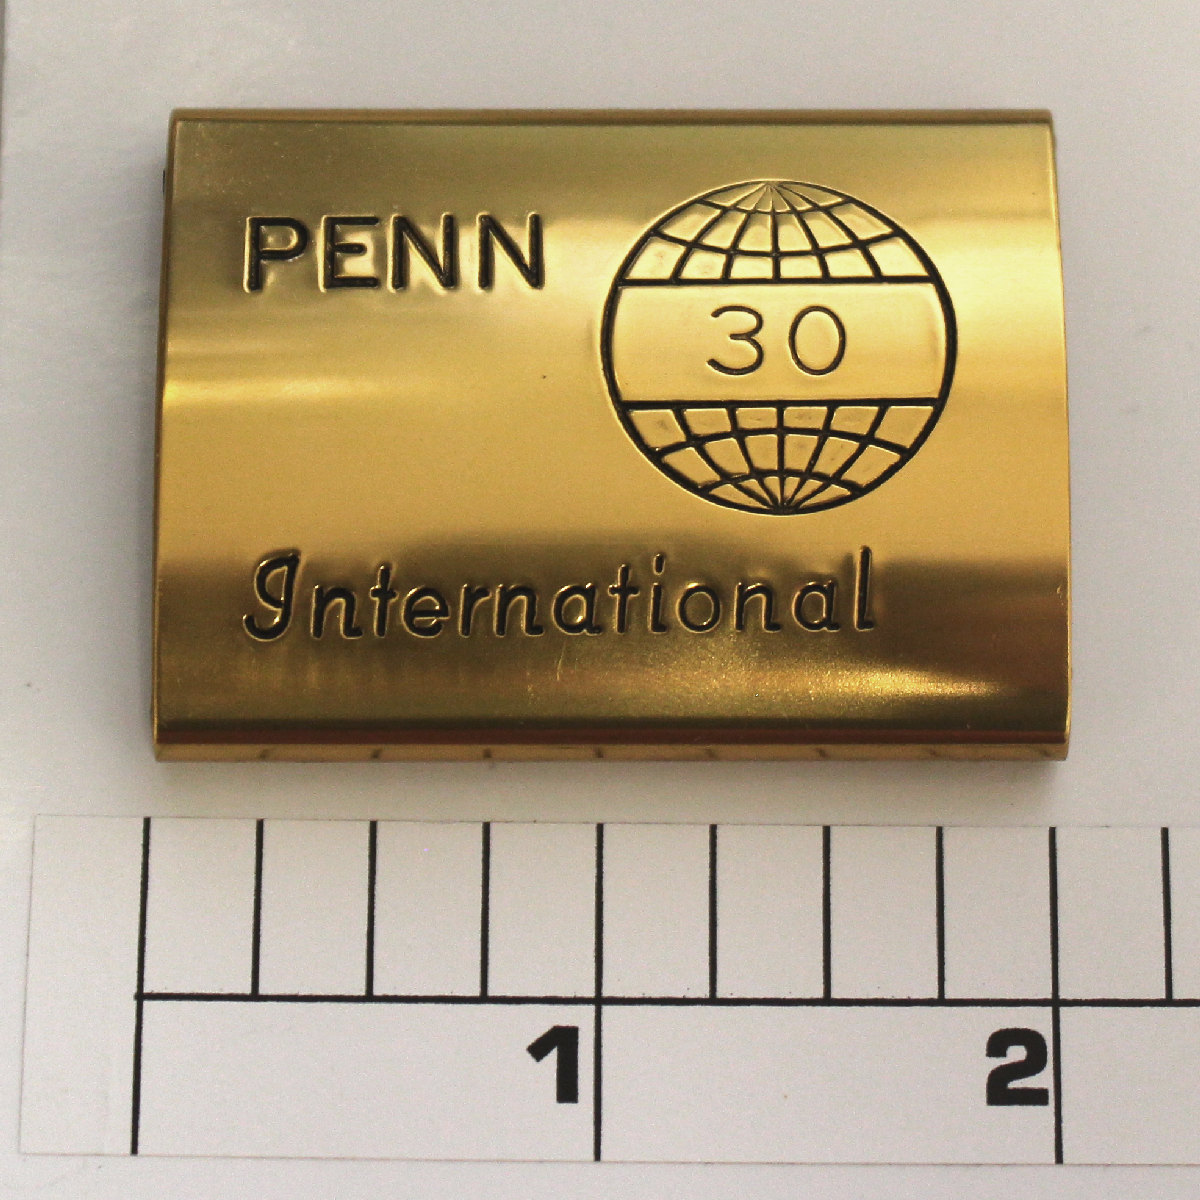 PENN
30
International
1 2